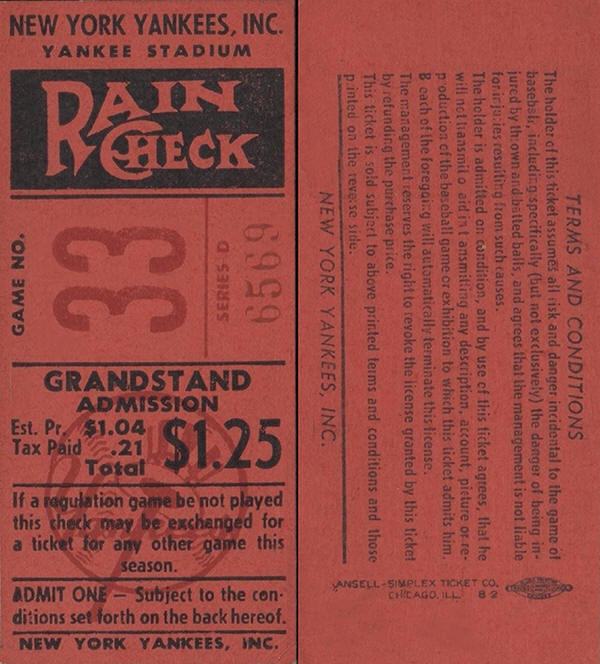 NEW YORK YANKEES, INC.
YANKEE STADIUM
RAIN
CHECK
GAME NO.
33
SERIES-D
6569
GRANDSTAND
ADMISSION
Est. Pr. $1.04
Tax Paid .21
Total $1.25
If a regulation game be not played
this check may be exchanged for
a ticket for any other game this
season.
ADMIT ONE — Subject to the con-
ditions set forth on the back hereof.
NEW YORK YANKEES, INC.
TERMS AND CONDITIONS
The holder of this ticket assumes all risk and danger incidental to the game of
baseball, including specifically (but not exclusively) the danger of being in-
jured by thrown and batted balls, and agrees that the management is not liable
for injuries resulting from such causes.
The holder is admitted on condition, and by use of this ticket agrees, that he
will not transmit or aid in transmitting any description, account, picture or re-
production of the baseball game or exhibition to which this ticket admits him.
Breach of the foregoing will automatically terminate this license.
The management reserves the right to revoke the license granted by this ticket
by refunding the purchase price.
This ticket is sold subject to above printed terms and conditions and those
printed on the reverse side.
NEW YORK YANKEES, INC.
ANSELL-SIMPLEX TICKET CO.
CHICAGO, ILL. 82